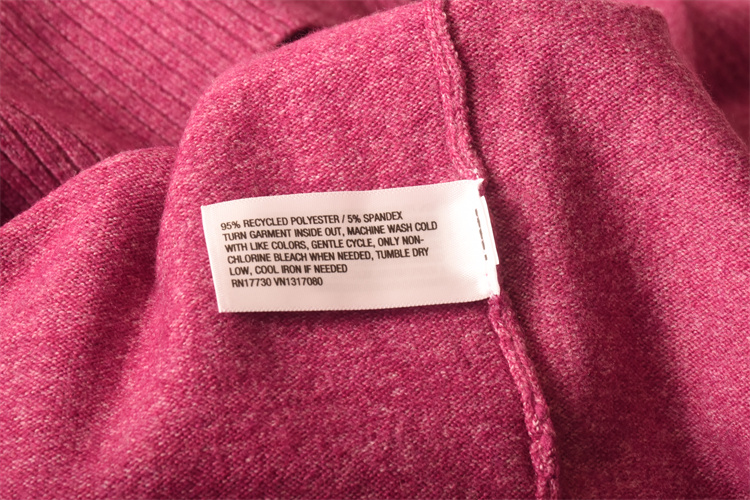 95% RECYCLED POLYESTER / 5% SPANDEX
TURN GARMENT INSIDE OUT, MACHINE WASH COLD
WITH LIKE COLORS, GENTLE CYCLE, ONLY NON-
CHLORINE BLEACH WHEN NEEDED, TUMBLE DRY
LOW, COOL IRON IF NEEDED
RN17730 VN1317080